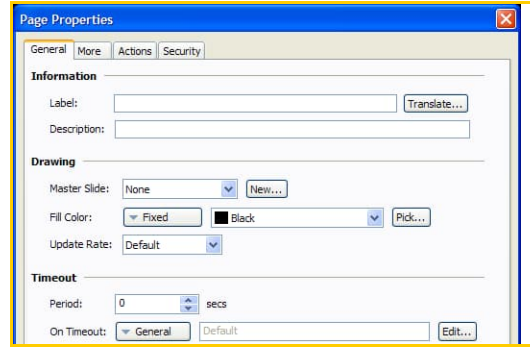 Page Properties
General More Actions Security
Information
Label: Translate...
Description:
Drawing
Master Slide: None New...
Fill Color: Fixed Black Pick...
Update Rate: Default
Timeout
Period: 0 secs
On Timeout: General Default Edit...